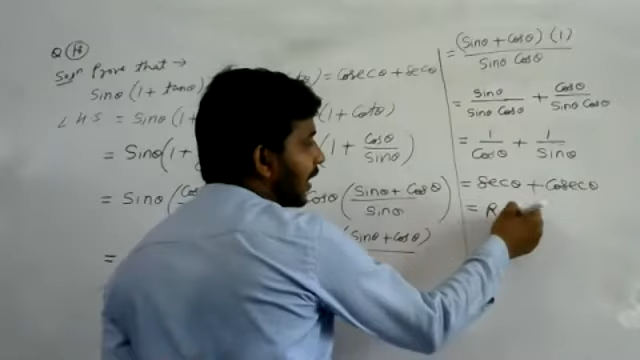 Q 18
Solⁿ Prove that →
Sinθ (1 + tanθ) θ) = Cosecθ + Secθ
LHS = Sinθ (1 + (1 + Cotθ)
= Sinθ (1 + (1 + Cosθ/Sinθ)
= Sinθ ( Cosθ (Sinθ + Cosθ/Sinθ)
= (Sinθ + Cosθ)
= (Sinθ + Cosθ) (1)/Sinθ Cosθ
= Sinθ/Sinθ Cosθ + Cosθ/Sinθ Cosθ
= 1/Cosθ + 1/Sinθ
= Secθ + Cosecθ
= R